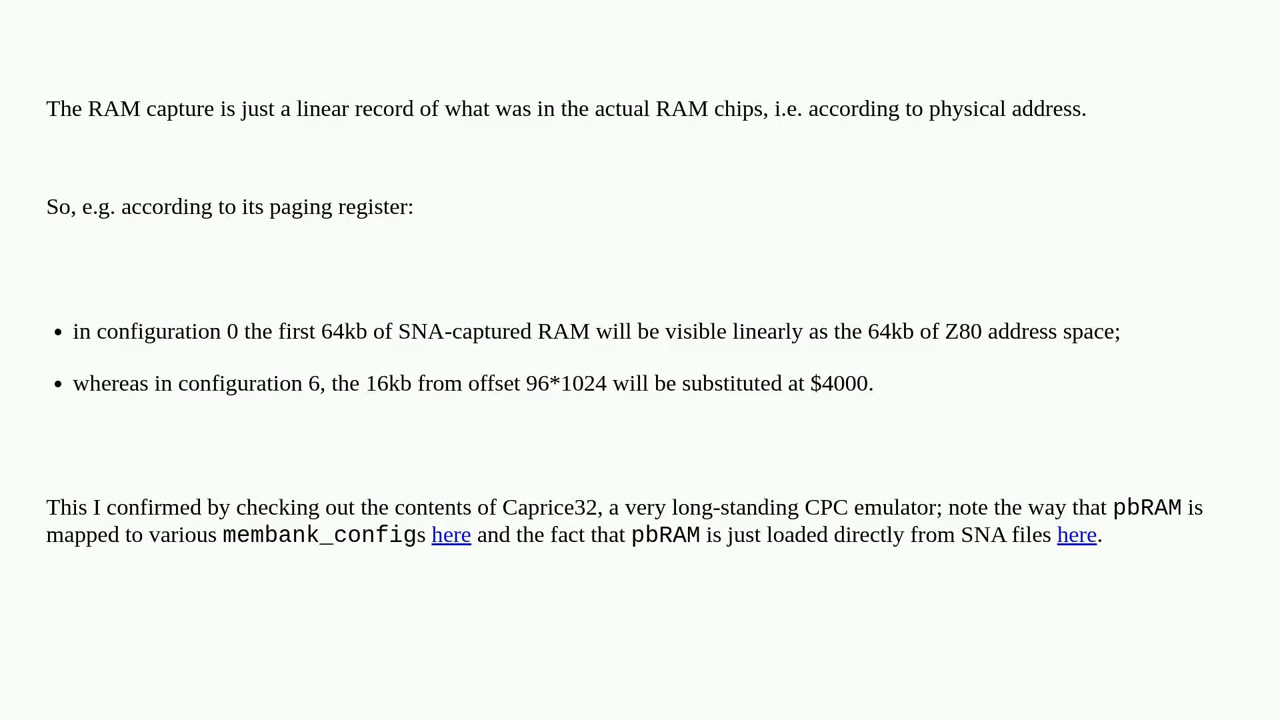 The RAM capture is just a linear record of what was in the actual RAM chips, i.e. according to physical address.
So, e.g. according to its paging register:
• in configuration 0 the first 64kb of SNA-captured RAM will be visible linearly as the 64kb of Z80 address space;
• whereas in configuration 6, the 16kb from offset 96*1024 will be substituted at $4000.
This I confirmed by checking out the contents of Caprice32, a very long-standing CPC emulator; note the way that pbRAM is
mapped to various membank_configs here and the fact that pbRAM is just loaded directly from SNA files here.